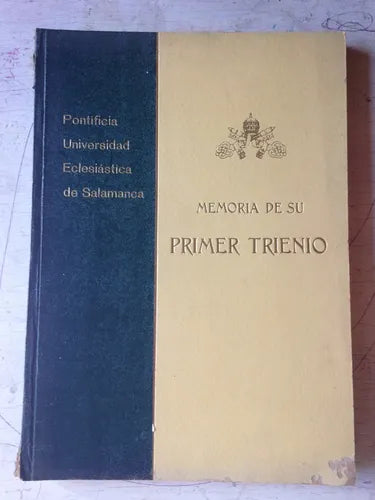 Pontificia
Universidad
Eclesiástica
de Salamanca
MEMORIA DE SU
PRIMER TRIENIO